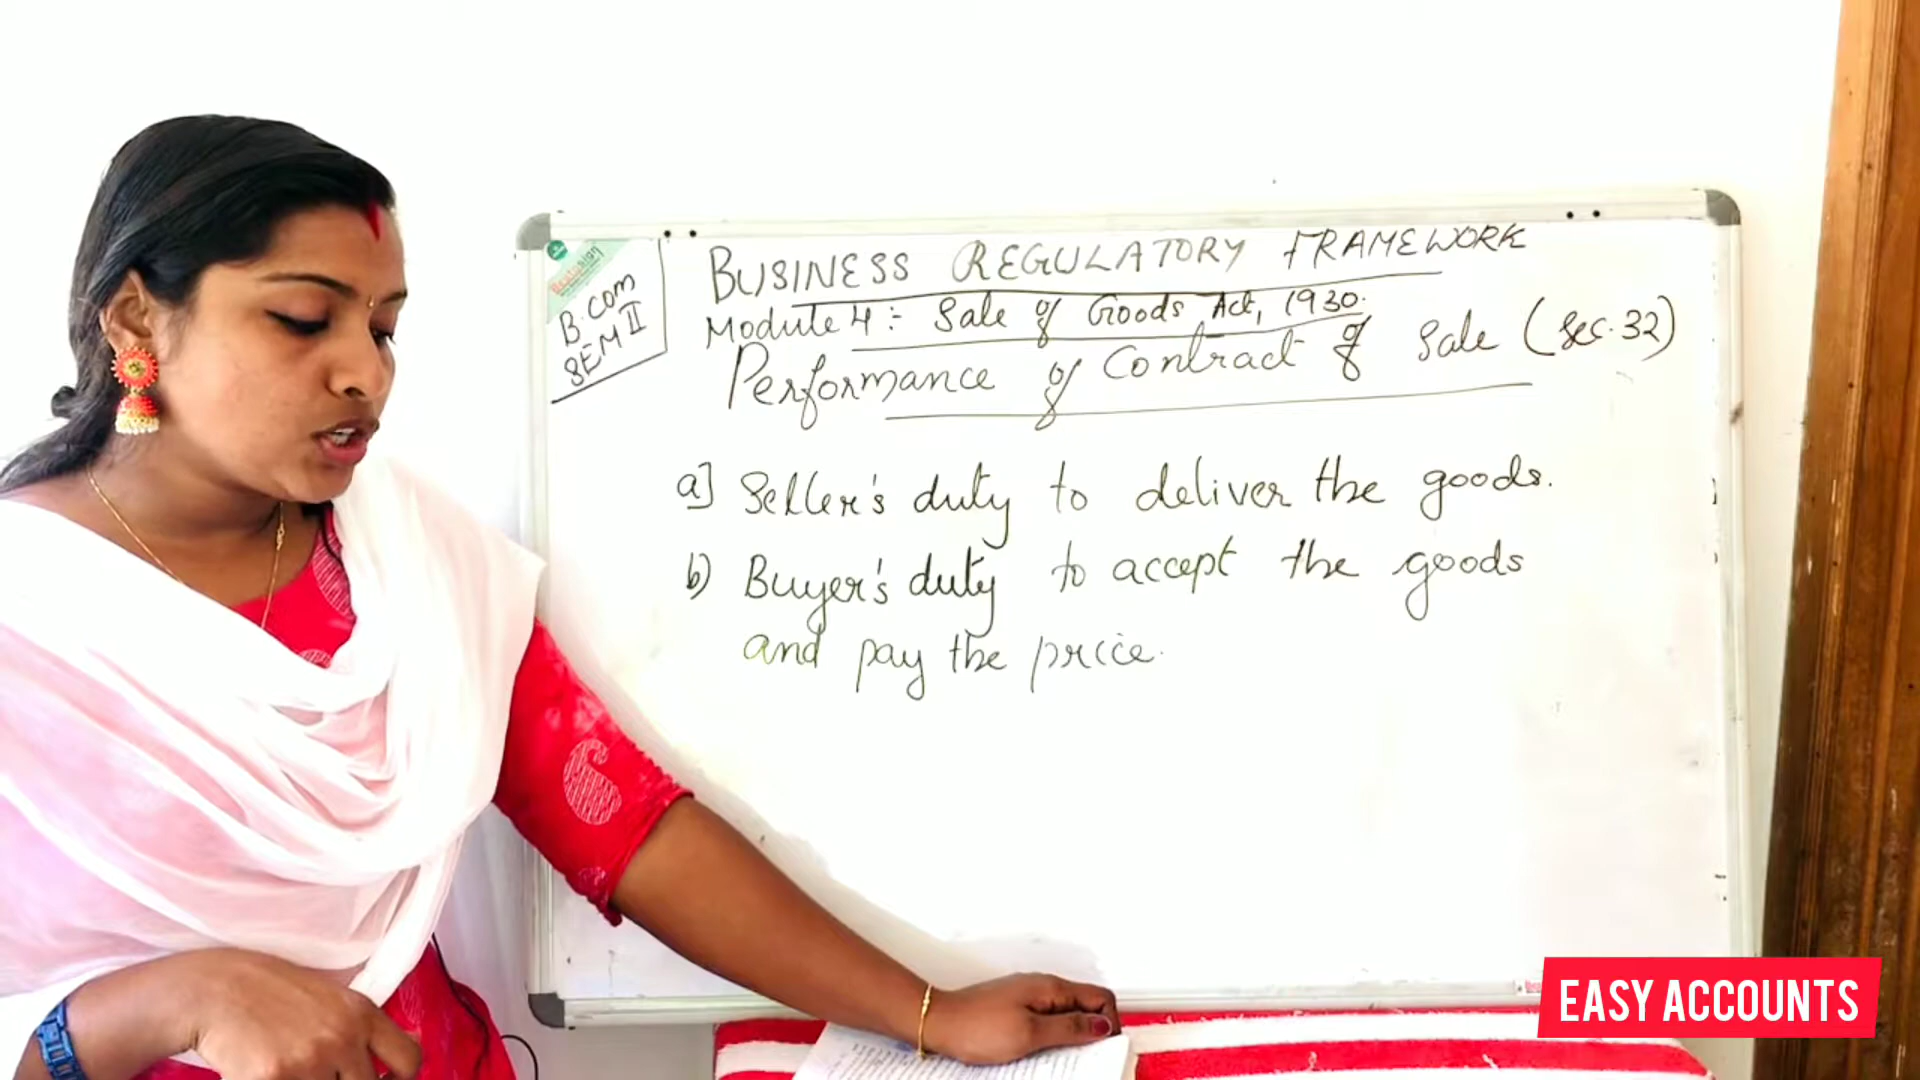 B.Com
SEM II
BUSINESS REGULATORY FRAMEWORK
Module 4:- Sale of Goods Act, 1930.
Performance of Contract of Sale (Sec. 32)
a] Seller's duty to deliver the goods.
b) Buyer's duty to accept the goods
and pay the price.
EASY ACCOUNTS